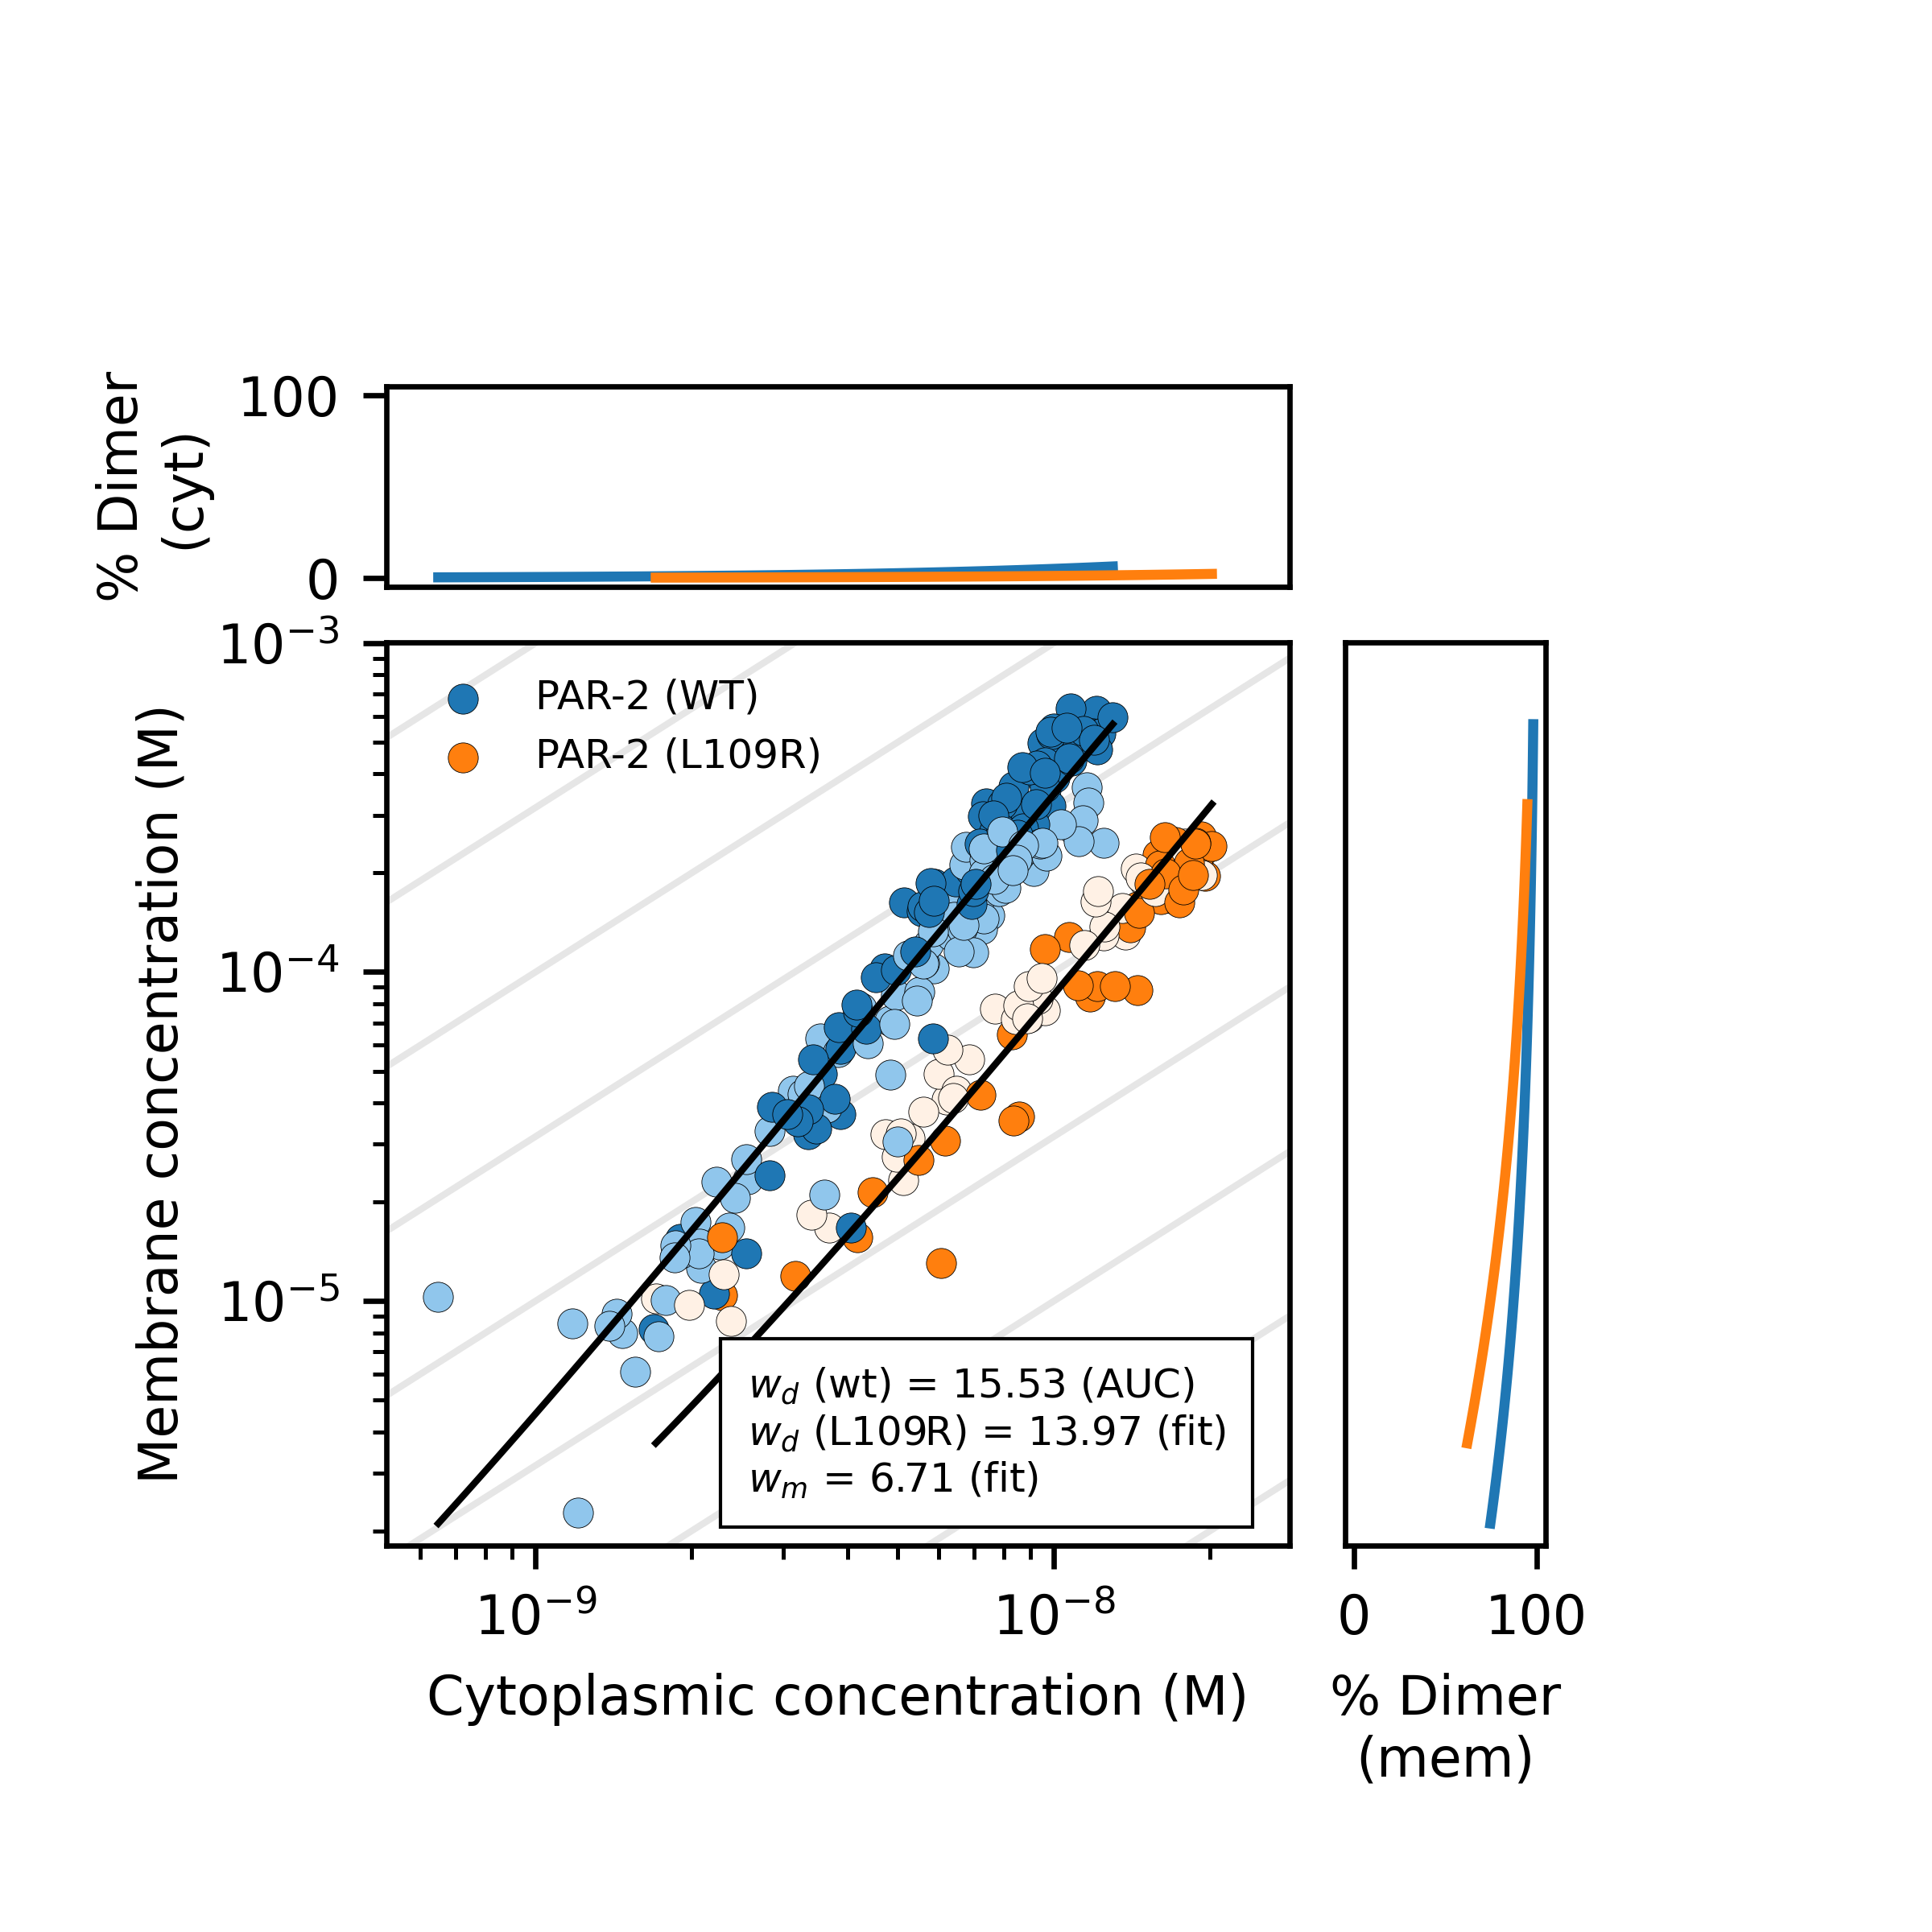 % Dimer
(cyt)
100
0
Membrane concentration (M)
10⁻³
10⁻⁴
10⁻⁵
PAR-2 (WT)
PAR-2 (L109R)
w_d (wt) = 15.53 (AUC)
w_d (L109R) = 13.97 (fit)
w_m = 6.71 (fit)
10⁻⁹
10⁻⁸
Cytoplasmic concentration (M)
0
100
% Dimer
(mem)